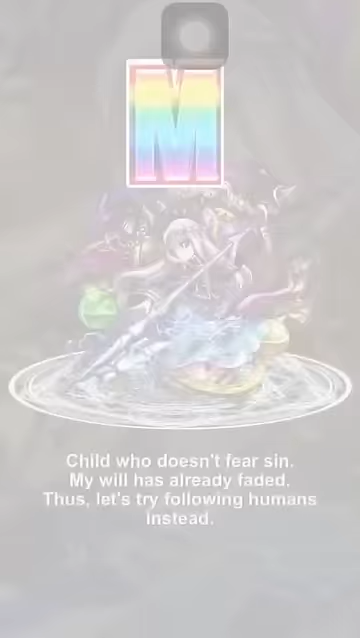 M
Child who doesn't fear sin.
My will has already faded.
Thus, let's try following humans
instead.